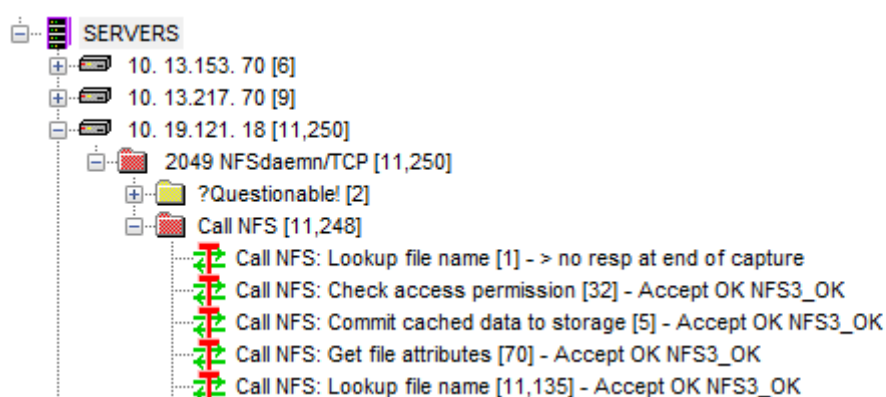 SERVERS
10. 13.153. 70 [6]
10. 13.217. 70 [9]
10. 19.121. 18 [11,250]
2049 NFSdaemn/TCP [11,250]
?Questionable! [2]
Call NFS [11,248]
Call NFS: Lookup file name [1] - > no resp at end of capture
Call NFS: Check access permission [32] - Accept OK NFS3_OK
Call NFS: Commit cached data to storage [5] - Accept OK NFS3_OK
Call NFS: Get file attributes [70] - Accept OK NFS3_OK
Call NFS: Lookup file name [11,135] - Accept OK NFS3_OK